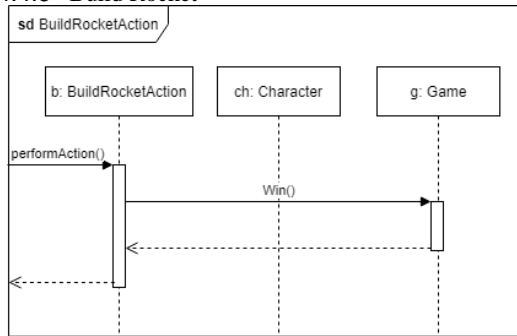 sd BuildRocketAction
b: BuildRocketAction
ch: Character
g: Game
performAction()
Win()